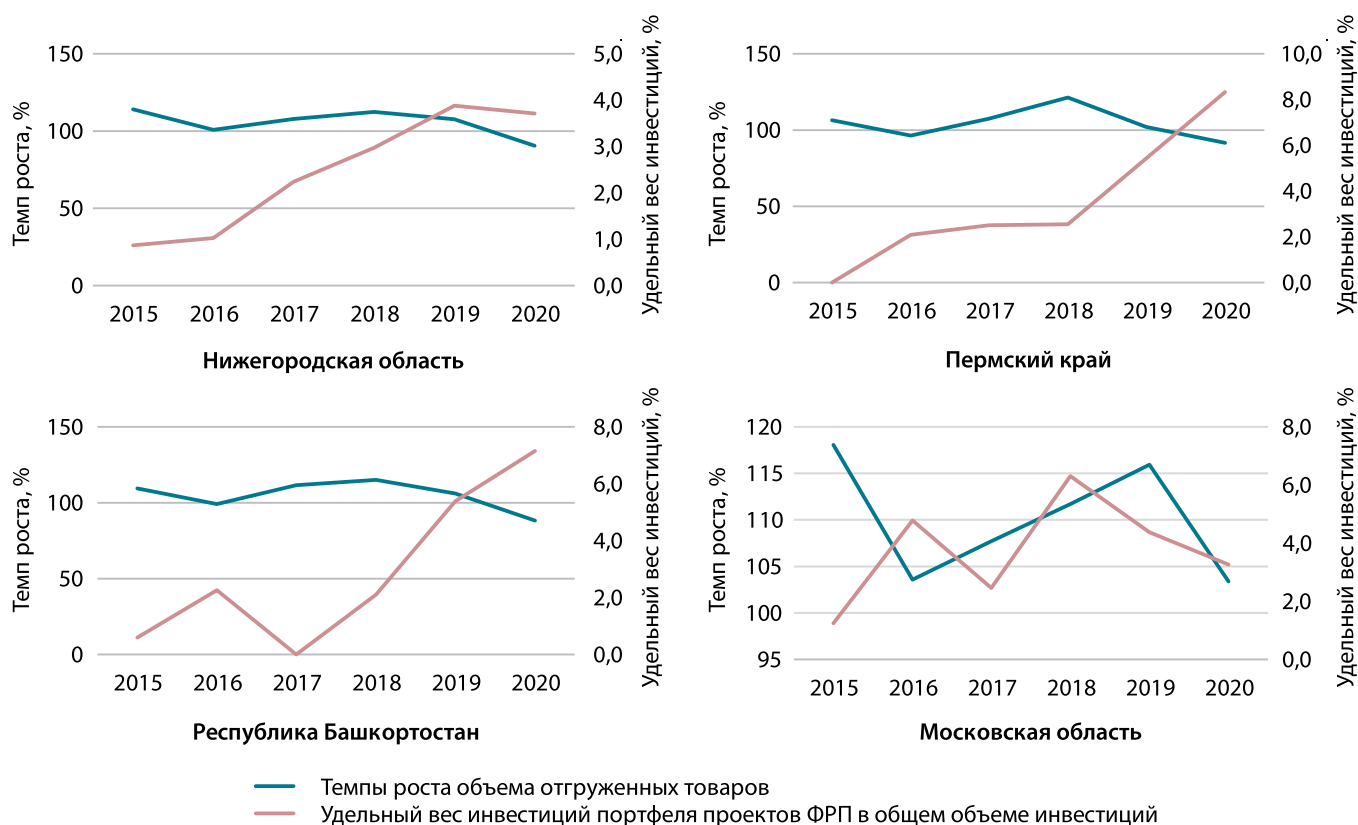 Темп роста, %
150
100
50
0
5,0
4,0
3,0
2,0
1,0
0,0
Удельный вес инвестиций, %
2015 2016 2017 2018 2019 2020
Нижегородская область
Темп роста, %
150
100
50
0
10,0
8,0
6,0
4,0
2,0
0,0
Удельный вес инвестиций, %
2015 2016 2017 2018 2019 2020
Пермский край
Темп роста, %
150
100
50
0
8,0
6,0
4,0
2,0
0,0
Удельный вес инвестиций, %
2015 2016 2017 2018 2019 2020
Республика Башкортостан
Темп роста, %
120
115
110
105
100
95
8,0
6,0
4,0
2,0
0,0
Удельный вес инвестиций, %
2015 2016 2017 2018 2019 2020
Московская область
Темпы роста объема отгруженных товаров
Удельный вес инвестиций портфеля проектов ФРП в общем объеме инвестиций